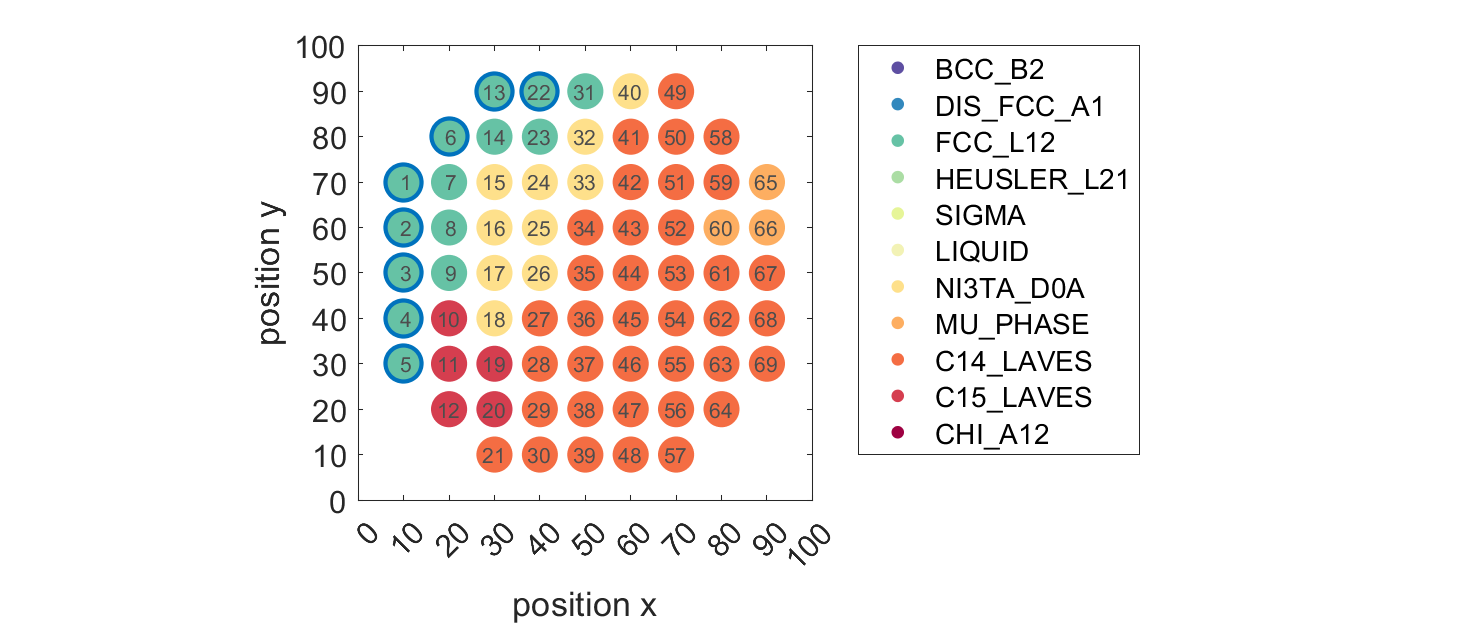 100
90 13 22 31 40 49
80 6 14 23 32 41 50 58
70 1 7 15 24 33 42 51 59 65
60 2 8 16 25 34 43 52 60 66
50 3 9 17 26 35 44 53 61 67
40 4 10 18 27 36 45 54 62 68
30 5 11 19 28 37 46 55 63 69
20 12 20 29 38 47 56 64
10 21 30 39 48 57
0
position y
0 10 20 30 40 50 60 70 80 90 100
position x
BCC_B2
DIS_FCC_A1
FCC_L12
HEUSLER_L21
SIGMA
LIQUID
NI3TA_D0A
MU_PHASE
C14_LAVES
C15_LAVES
CHI_A12